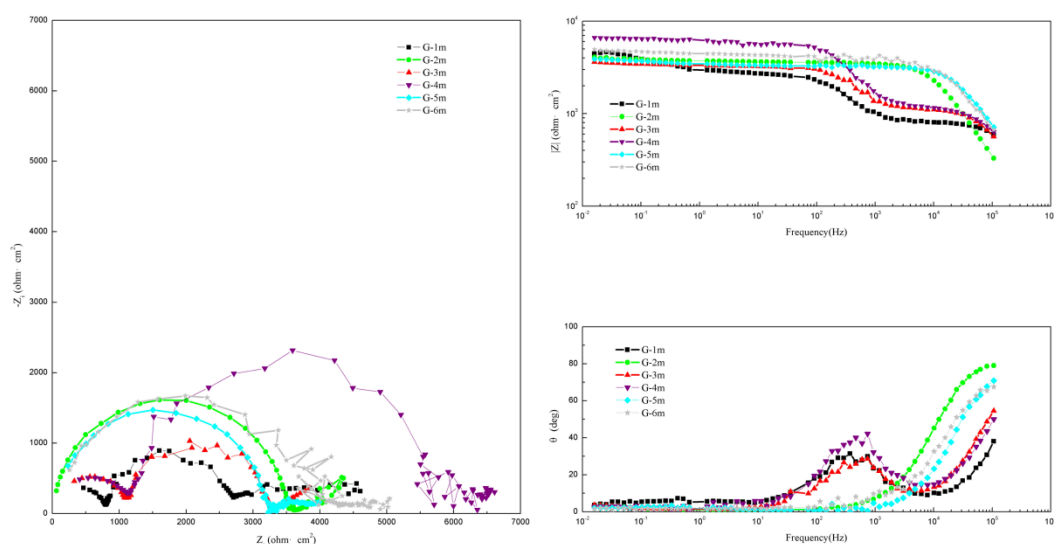 7000
6000
5000
4000
3000
2000
1000
0
-Z_i (ohm· cm²)
G-1m
G-2m
G-3m
G-4m
G-5m
G-6m
0 1000 2000 3000 4000 5000 6000 7000
Z (ohm· cm²)
10⁴
10³
10²
|Z| (ohm· cm²)
G-1m
G-2m
G-3m
G-4m
G-5m
G-6m
10⁻² 10⁻¹ 10⁰ 10¹ 10² 10³ 10⁴ 10⁵ 10
Frequency(Hz)
100
80
60
40
20
0
θ (deg)
G-1m
G-2m
G-3m
G-4m
G-5m
G-6m
10⁻² 10⁻¹ 10⁰ 10¹ 10² 10³ 10⁴ 10⁵ 10
Frequency(Hz)